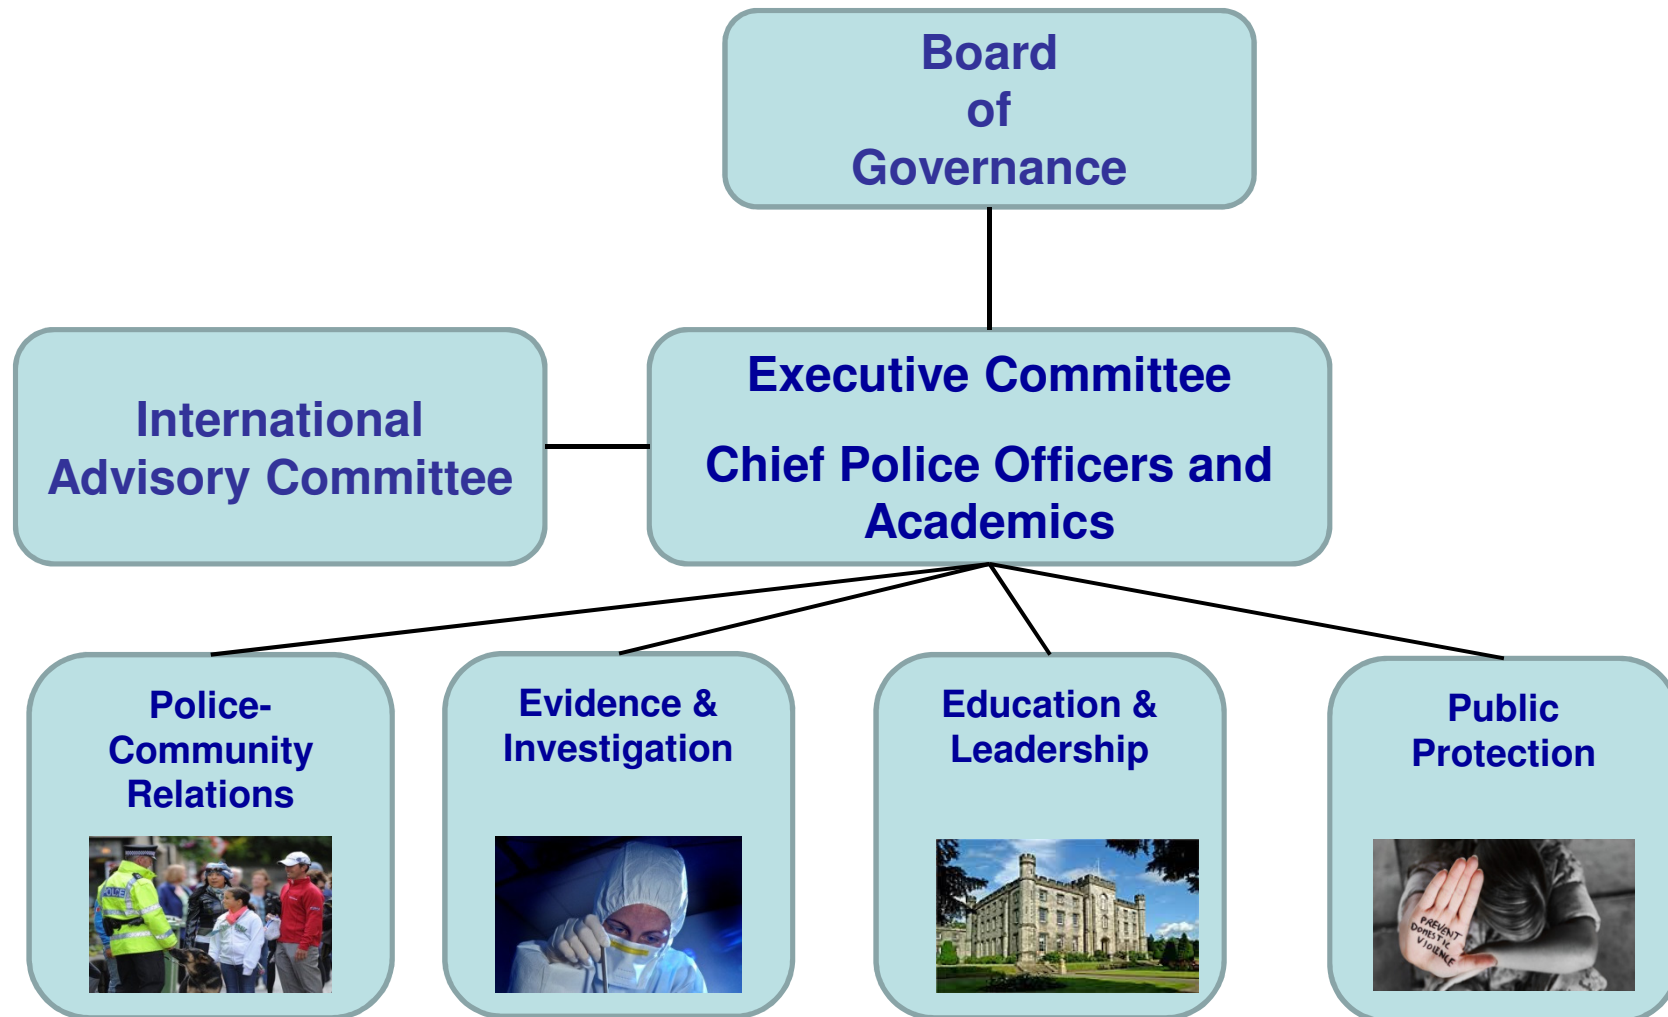 Board
of
Governance
International
Advisory Committee
Executive Committee
Chief Police Officers and
Academics
Police-
Community
Relations
Evidence &
Investigation
Education &
Leadership
Public
Protection
POLICE
PREVENT
DOMESTIC
VIOLENCE